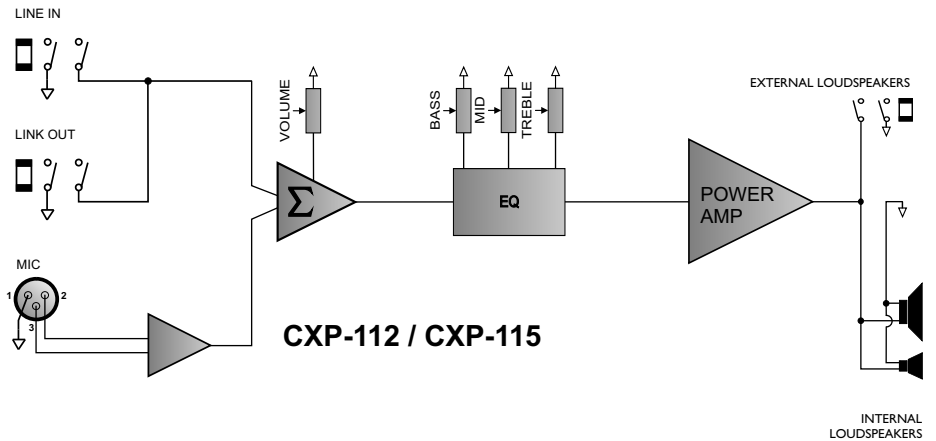 LINE IN
LINK OUT
MIC
1
2
3
VOLUME
Σ
BASS
MID
TREBLE
EQ
POWER
AMP
EXTERNAL LOUDSPEAKERS
CXP-112 / CXP-115
INTERNAL
LOUDSPEAKERS